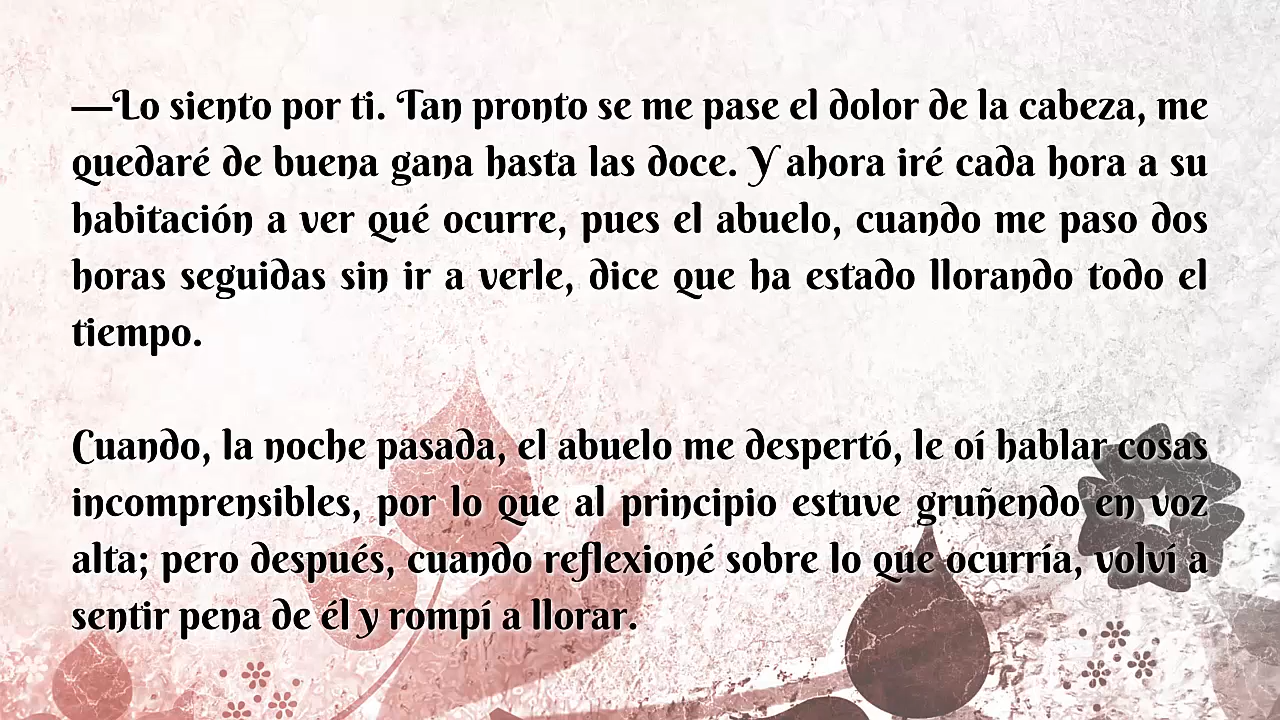 —Lo siento por ti. Tan pronto se me pase el dolor de la cabeza, me
quedaré de buena gana hasta las doce. Y ahora iré cada hora a su
habitación a ver qué ocurre, pues el abuelo, cuando me paso dos
horas seguidas sin ir a verle, dice que ha estado llorando todo el
tiempo.
Cuando, la noche pasada, el abuelo me despertó, le oí hablar cosas
incomprensibles, por lo que al principio estuve gruñendo en voz
alta; pero después, cuando reflexioné sobre lo que ocurría, volví a
sentir pena de él y rompí a llorar.